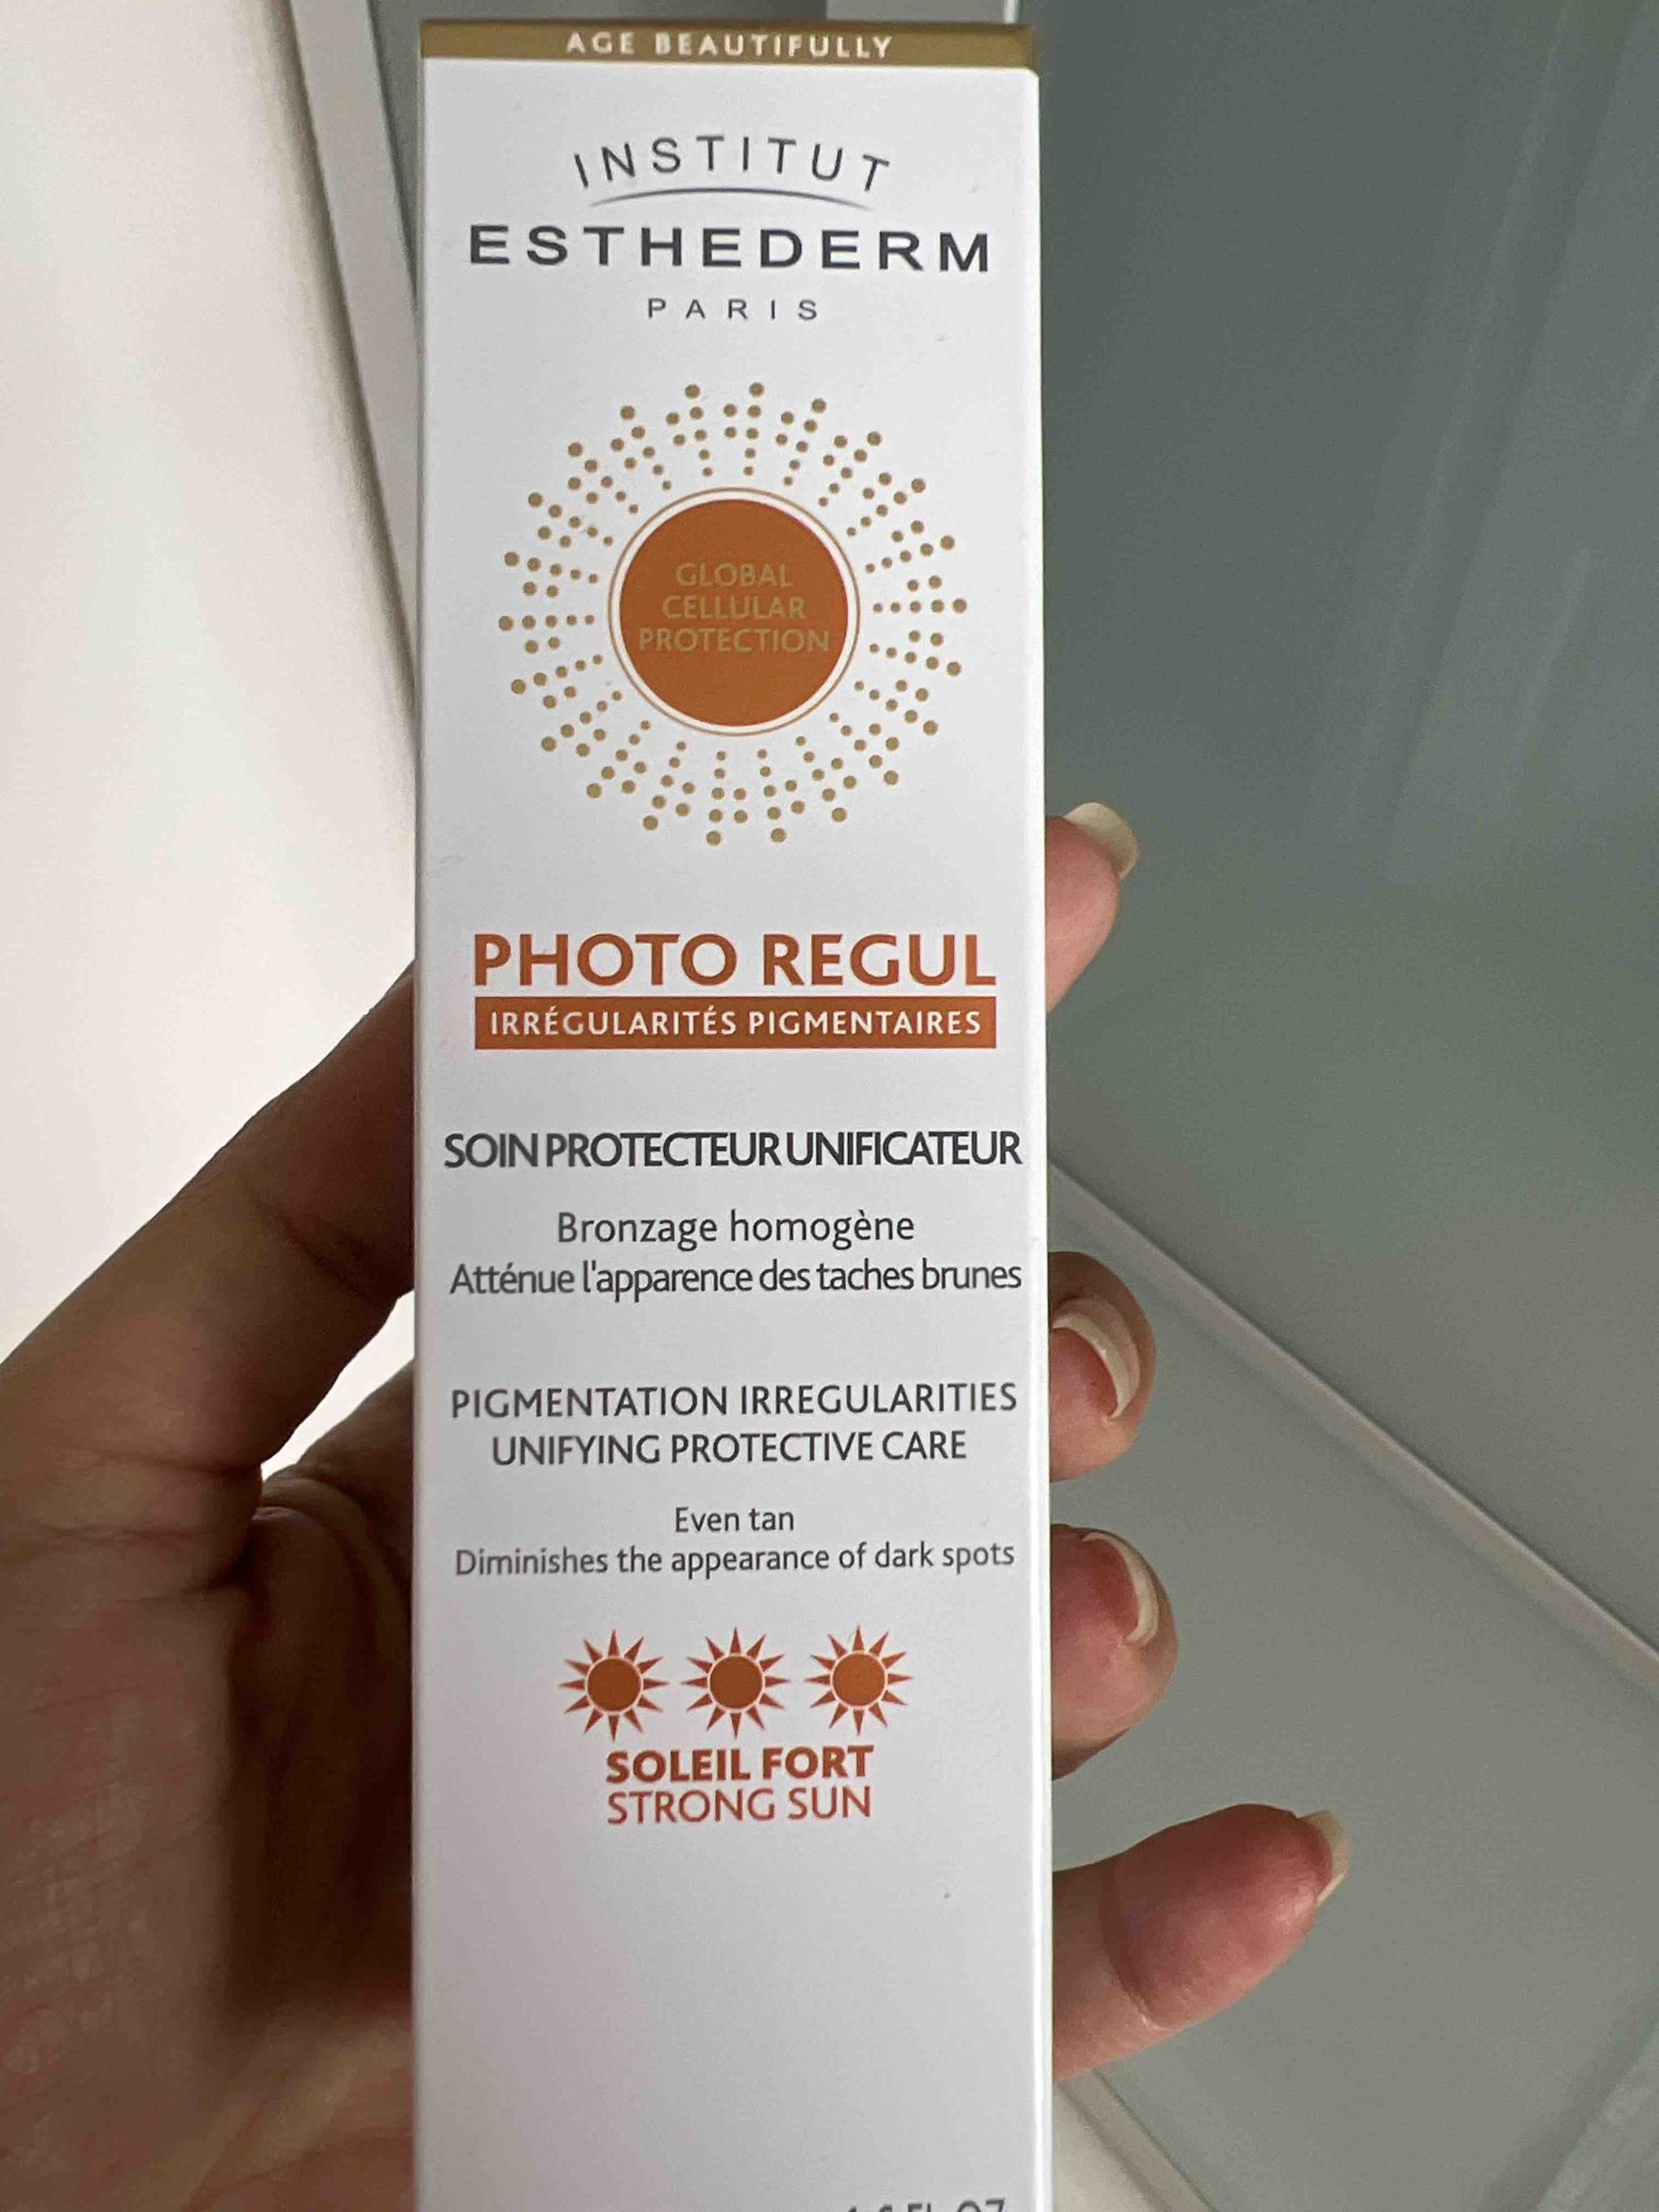 AGE BEAUTIFULLY
INSTITUT
ESTHEDERM
PARIS
GLOBAL
CELLULAR
PROTECTION
PHOTO REGUL
IRRÉGULARITÉS PIGMENTAIRES
SOIN PROTECTEUR UNIFICATEUR
Bronzage homogène
Atténue l'apparence des taches brunes
PIGMENTATION IRREGULARITIES
UNIFYING PROTECTIVE CARE
Even tan
Diminishes the appearance of dark spots
SOLEIL FORT
STRONG SUN